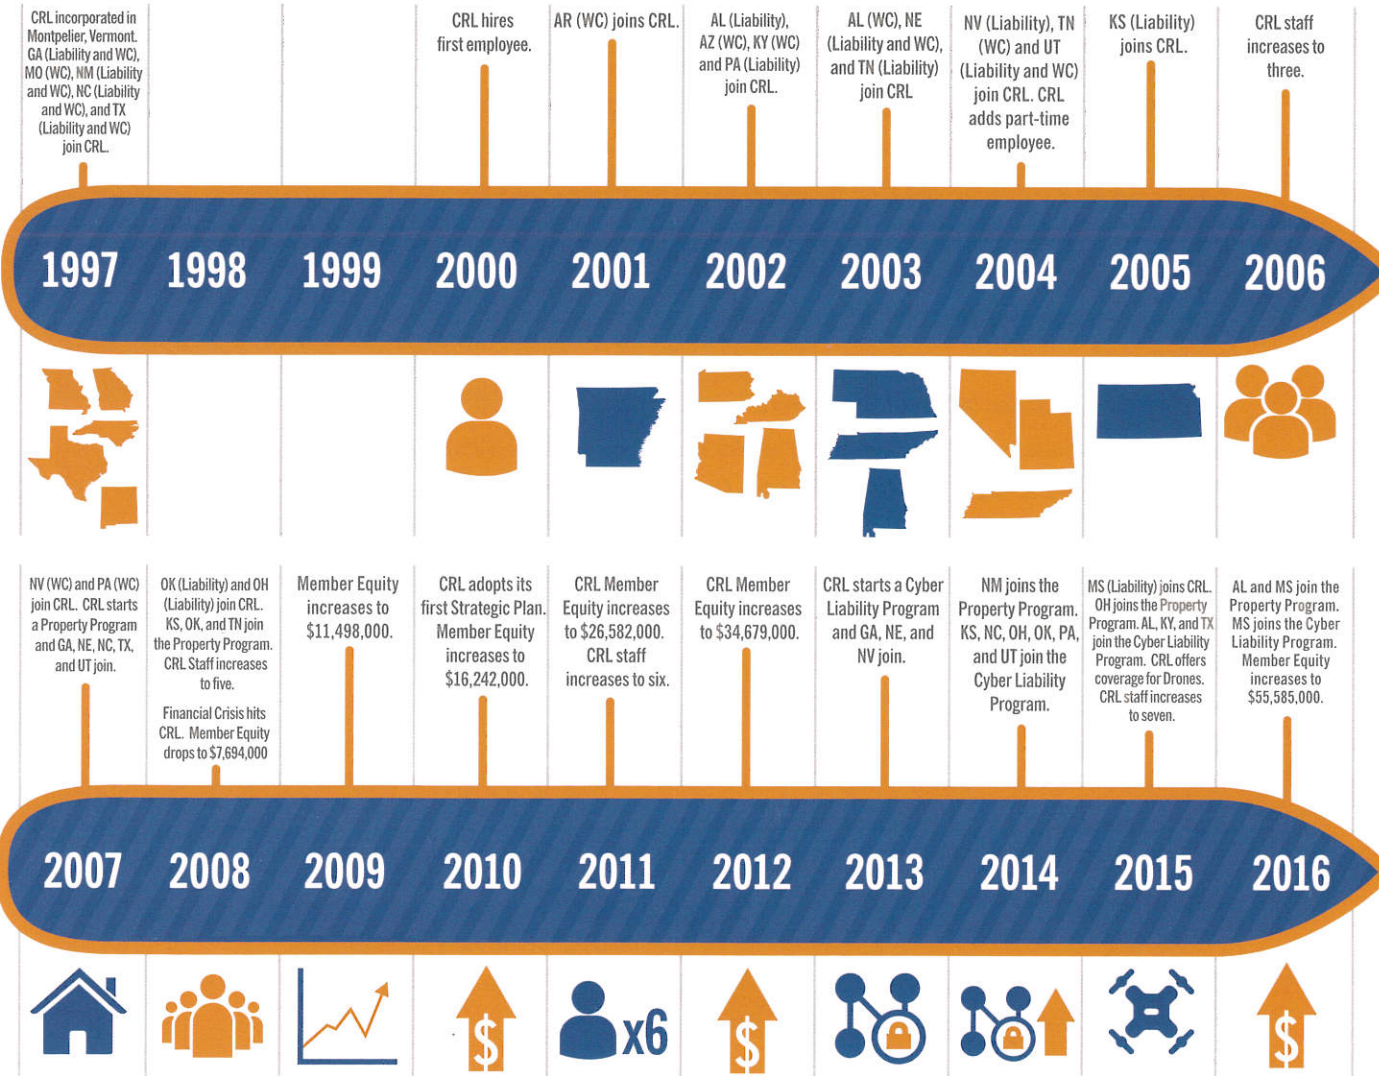 CRL incorporated in
Montpelier, Vermont.
GA (Liability and WC),
MO (WC), NM (Liability
and WC), NC (Liability
and WC), and TX
(Liability and WC)
join CRL.
CRL hires
first employee.
AR (WC) joins CRL.
AL (Liability),
AZ (WC), KY (WC)
and PA (Liability)
join CRL.
AL (WC), NE
(Liability and WC),
and TN (Liability)
join CRL
NV (Liability), TN
(WC) and UT
(Liability and WC)
join CRL. CRL
adds part-time
employee.
KS (Liability)
joins CRL.
CRL staff
increases to
three.
1997 1998 1999 2000 2001 2002 2003 2004 2005 2006
NV (WC) and PA (WC)
join CRL. CRL starts
a Property Program
and GA, NE, NC, TX,
and UT join.
OK (Liability) and OH
(Liability) join CRL.
KS, OK, and TN join
the Property Program.
CRL Staff increases
to five.
Financial Crisis hits
CRL. Member Equity
drops to $7,694,000
Member Equity
increases to
$11,498,000.
CRL adopts its
first Strategic Plan.
Member Equity
increases to
$16,242,000.
CRL Member
Equity increases
to $26,582,000.
CRL staff
increases to six.
CRL Member
Equity increases
to $34,679,000.
CRL starts a Cyber
Liability Program
and GA, NE, and
NV join.
NM joins the
Property Program.
KS, NC, OH, OK, PA,
and UT join the
Cyber Liability
Program.
MS (Liability) joins CRL.
OH joins the Property
Program. AL, KY, and TX
join the Cyber Liability
Program. CRL offers
coverage for Drones.
CRL staff increases
to seven.
AL and MS join the
Property Program.
MS joins the Cyber
Liability Program.
Member Equity
increases to
$55,585,000.
2007 2008 2009 2010 2011 2012 2013 2014 2015 2016
$
x6
$
$